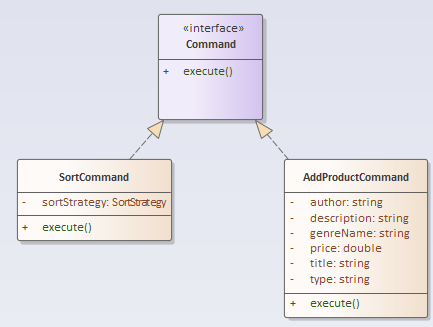 «interface»
Command
+ execute()
SortCommand
- sortStrategy: SortStrategy
+ execute()
AddProductCommand
- author: string
- description: string
- genreName: string
- price: double
- title: string
- type: string
+ execute()